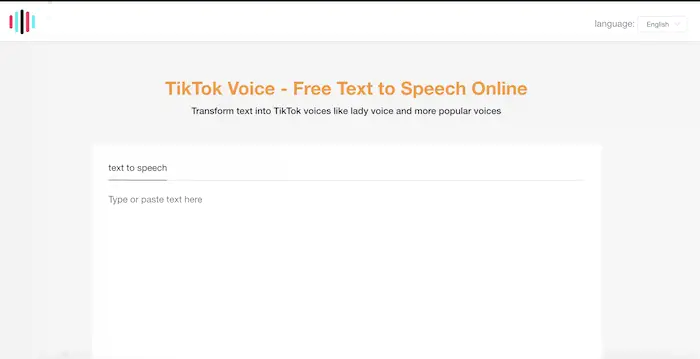 language: English
TikTok Voice - Free Text to Speech Online
Transform text into TikTok voices like lady voice and more popular voices
text to speech
Type or paste text here